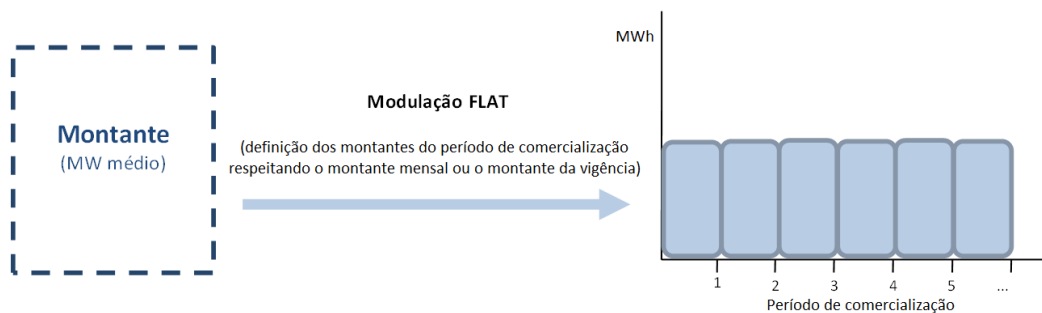 Montante
(MW médio)
Modulação FLAT
(definição dos montantes do período de comercialização
respeitando o montante mensal ou o montante da vigência)
MWh
1
2
3
4
5
...
Período de comercialização